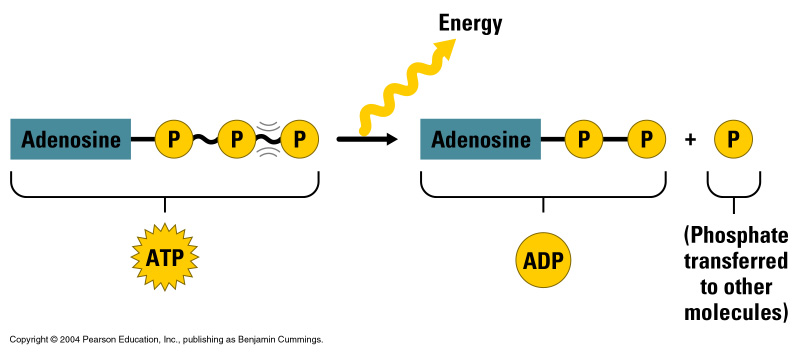 Energy
Adenosine P P P
Adenosine P P + P
ATP
ADP
(Phosphate
transferred
to other
molecules)
Copyright © 2004 Pearson Education, Inc., publishing as Benjamin Cummings.